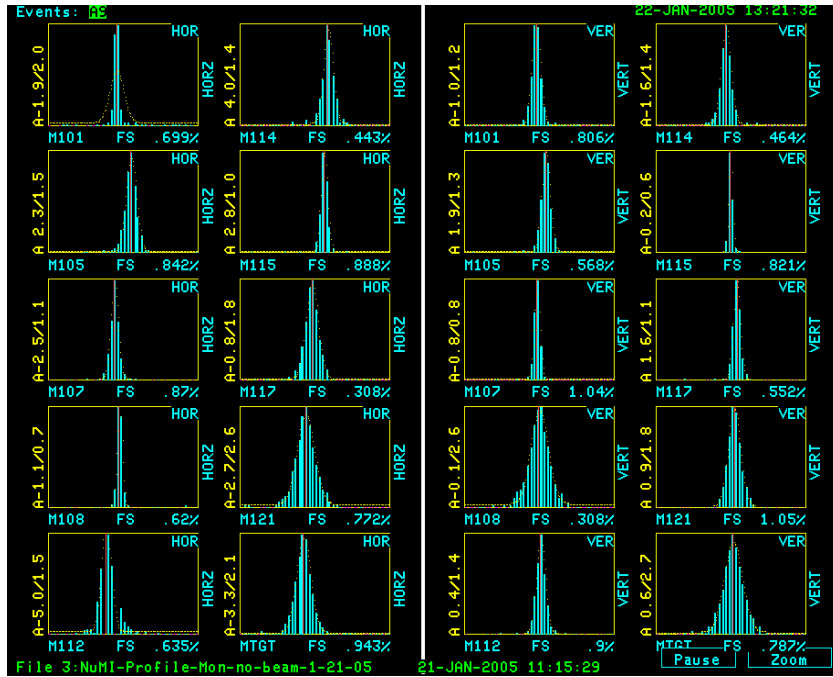 Events: A9 22-JAN-2005 13:21:32
A-1.9/2.0 HOR HORZ A 4.0/1.4 HOR HORZ A-1.0/1.2 VER VERT A-1.6/1.4 VER VERT
M101 FS .699% M114 FS .443% M101 FS .806% M114 FS .464%
A 2.3/1.5 HOR HORZ A 2.8/1.0 HOR HORZ A 1.9/1.3 VER VERT A-0.2/0.6 VER VERT
M105 FS .842% M115 FS .888% M105 FS .568% M115 FS .821%
A-2.5/1.1 HOR HORZ A-0.8/1.8 HOR HORZ A-0.8/0.8 VER VERT A 1.6/1.1 VER VERT
M107 FS .87% M117 FS .308% M107 FS 1.04% M117 FS .552%
A-1.1/0.7 HOR HORZ A-2.7/2.6 HOR HORZ A-0.1/2.6 VER VERT A 0.9/1.8 VER VERT
M108 FS .62% M121 FS .772% M108 FS .308% M121 FS 1.05%
A-5.0/1.5 HOR HORZ A-3.3/2.1 HOR HORZ A 0.4/1.4 VER VERT A 0.6/2.7 VER VERT
M112 FS .635% MTGT FS .943% M112 FS .9% MTGT FS .787%
Pause Zoom
File 3:NuMI-Profile-Mon-no-beam-1-21-05 21-JAN-2005 11:15:29